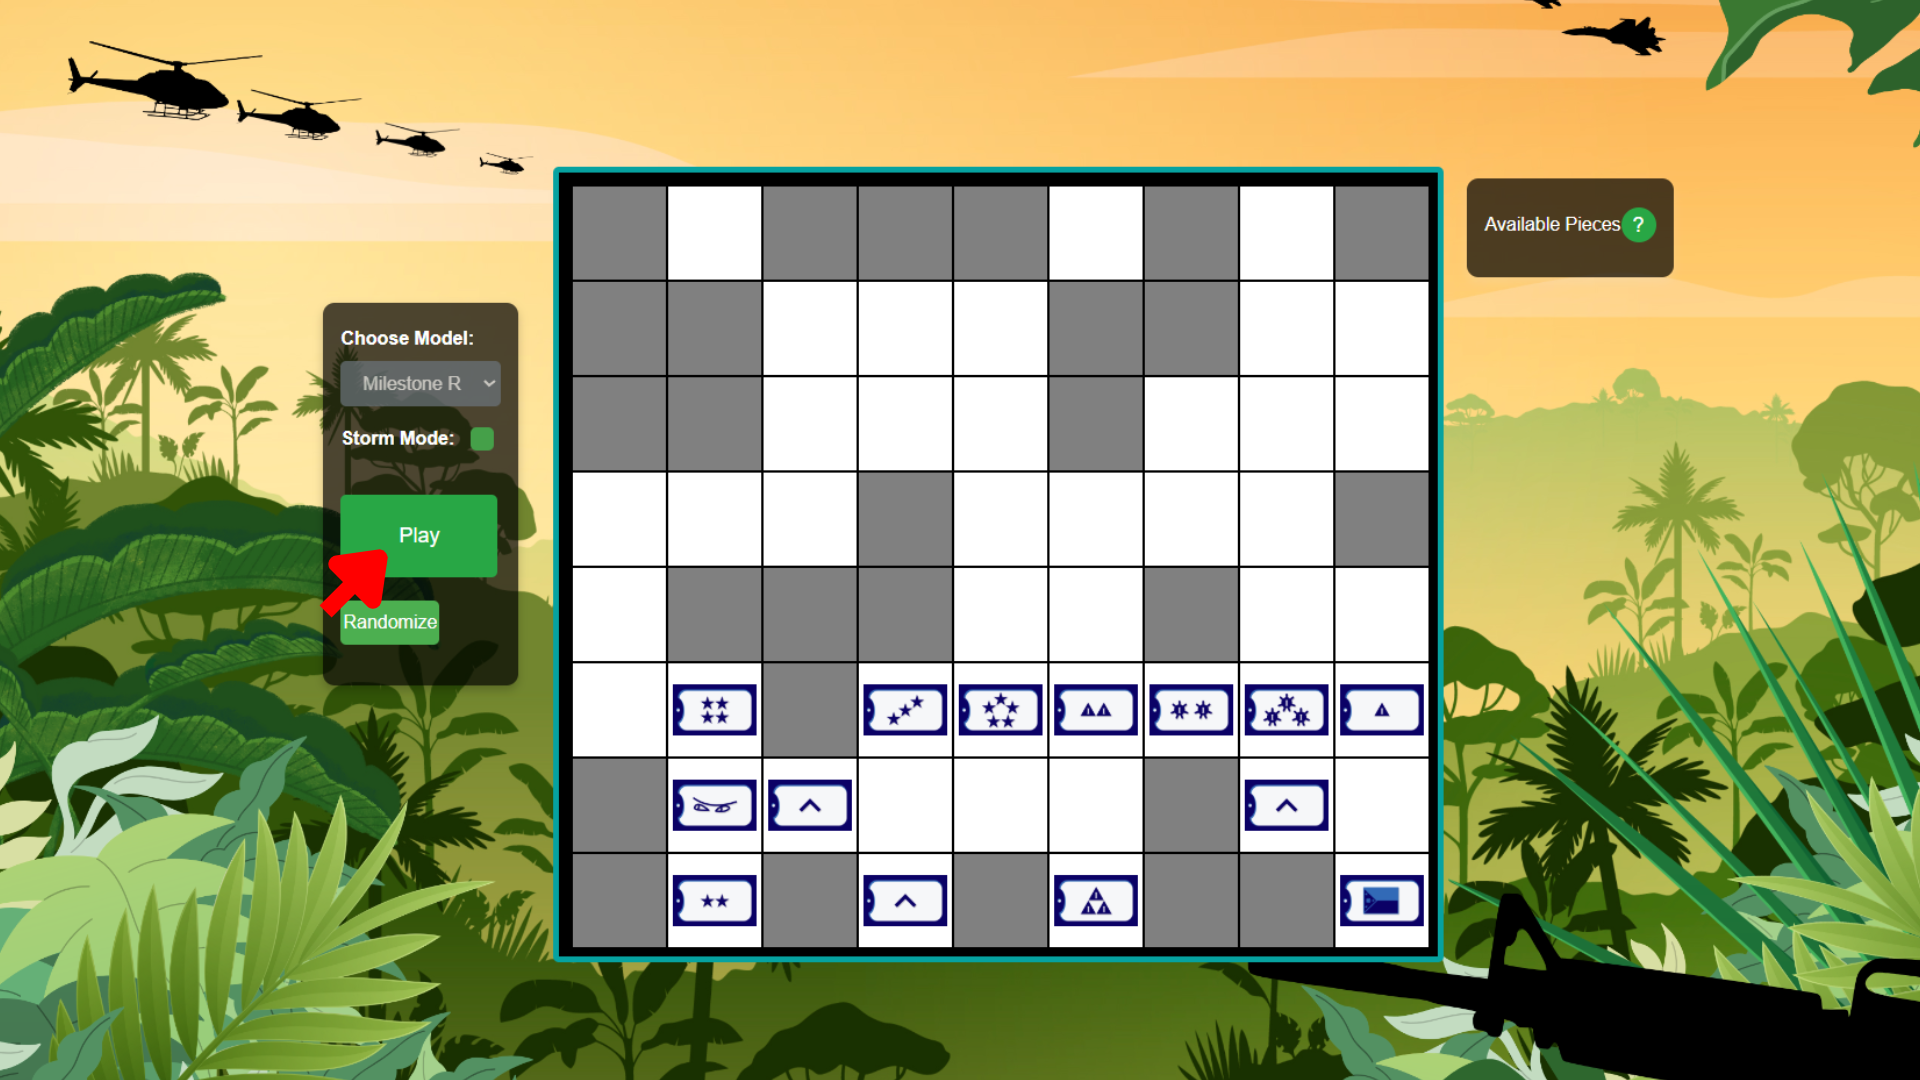 Available Pieces ?
Choose Model:
Milestone R
Storm Mode:
Play
Randomize